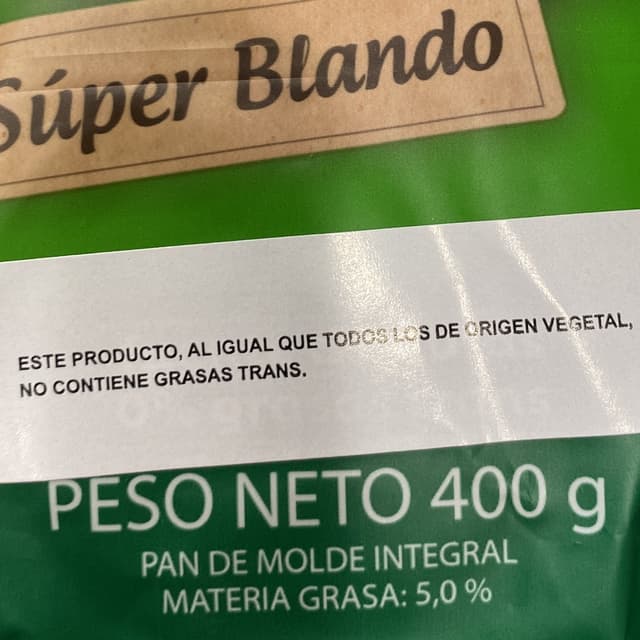 Súper Blando
ESTE PRODUCTO, AL IGUAL QUE TODOS LOS DE ORIGEN VEGETAL,
NO CONTIENE GRASAS TRANS.
PESO NETO 400 g
PAN DE MOLDE INTEGRAL
MATERIA GRASA: 5,0 %